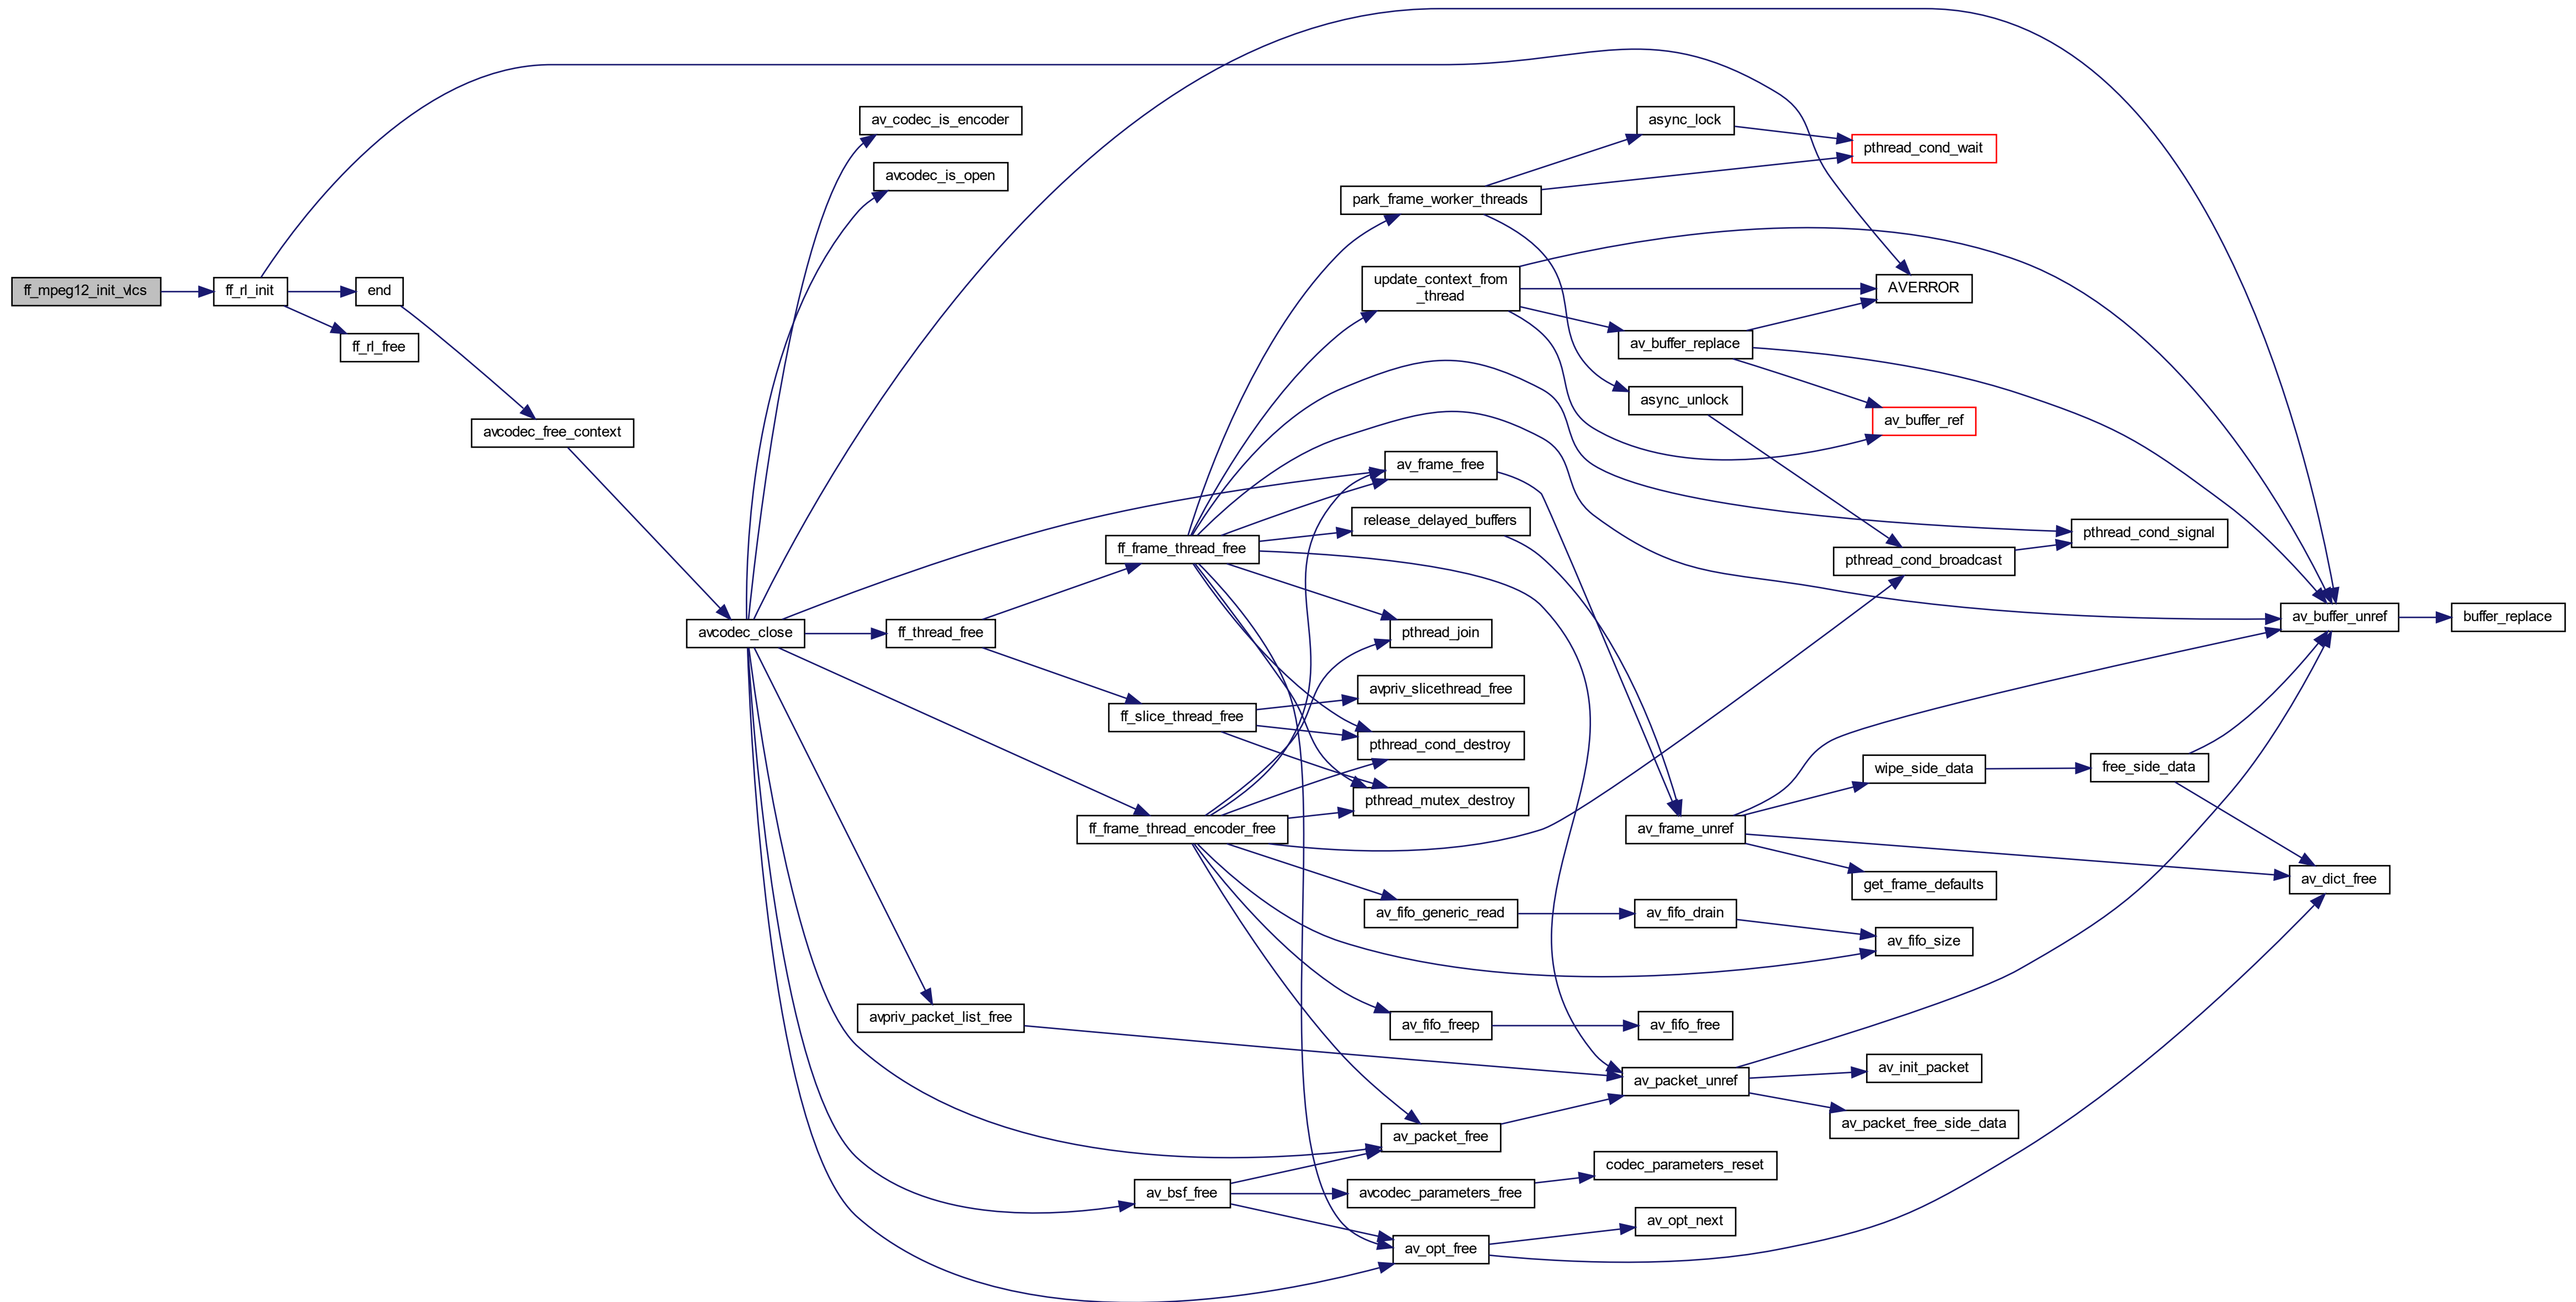 ff_mpeg12_init_vlcs
ff_rl_init
end
ff_rl_free
avcodec_free_context
avcodec_close
av_codec_is_encoder
avcodec_is_open
ff_thread_free
avpriv_packet_list_free
ff_frame_thread_free
ff_slice_thread_free
ff_frame_thread_encoder_free
av_bsf_free
park_frame_worker_threads
update_context_from
_thread
av_frame_free
release_delayed_buffers
pthread_join
avpriv_slicethread_free
pthread_cond_destroy
pthread_mutex_destroy
av_fifo_generic_read
av_fifo_freep
av_packet_free
avcodec_parameters_free
av_opt_free
async_lock
av_buffer_replace
async_unlock
av_frame_unref
av_fifo_drain
av_fifo_free
av_packet_unref
codec_parameters_reset
av_opt_next
pthread_cond_wait
AVERROR
av_buffer_ref
pthread_cond_broadcast
wipe_side_data
get_frame_defaults
av_fifo_size
av_init_packet
av_packet_free_side_data
pthread_cond_signal
free_side_data
av_buffer_unref
av_dict_free
buffer_replace